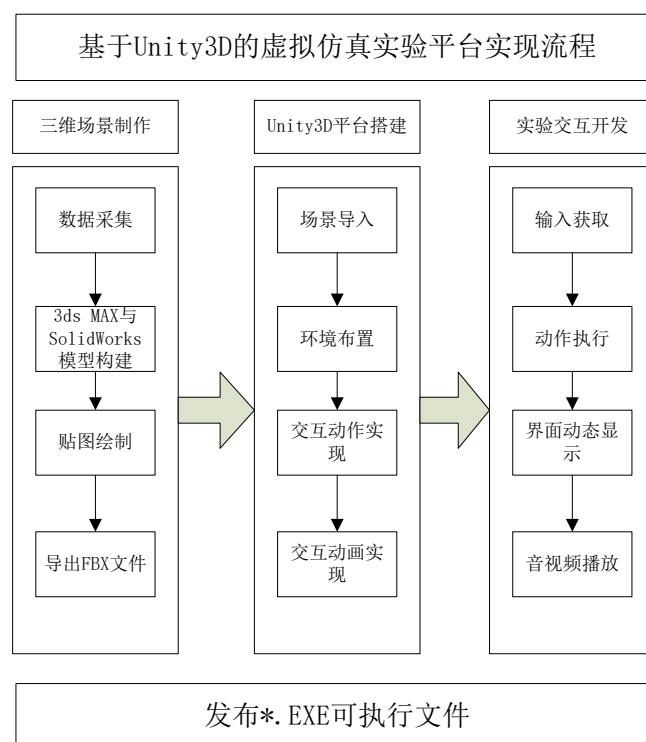 基于Unity3D的虚拟仿真实验平台实现流程
三维场景制作
Unity3D平台搭建
实验交互开发
数据采集
3ds MAX与
SolidWorks
模型构建
贴图绘制
导出FBX文件
场景导入
环境布置
交互动作实
现
交互动画实
现
输入获取
动作执行
界面动态显
示
音视频播放
发布*.EXE可执行文件